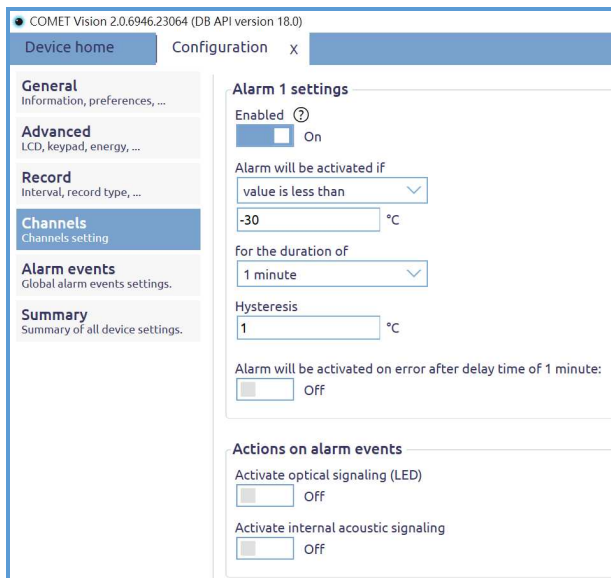 COMET Vision 2.0.6946.23064 (DB API version 18.0)
Device home
Configuration x
General
Information, preferences, ...
Advanced
LCD, keypad, energy, ...
Record
Interval, record type, ...
Channels
Channels setting
Alarm events
Global alarm events settings.
Summary
Summary of all device settings.
Alarm 1 settings
Enabled ?
On
Alarm will be activated if
value is less than
-30 °C
for the duration of
1 minute
Hysteresis
1 °C
Alarm will be activated on error after delay time of 1 minute:
Off
Actions on alarm events
Activate optical signaling (LED)
Off
Activate internal acoustic signaling
Off